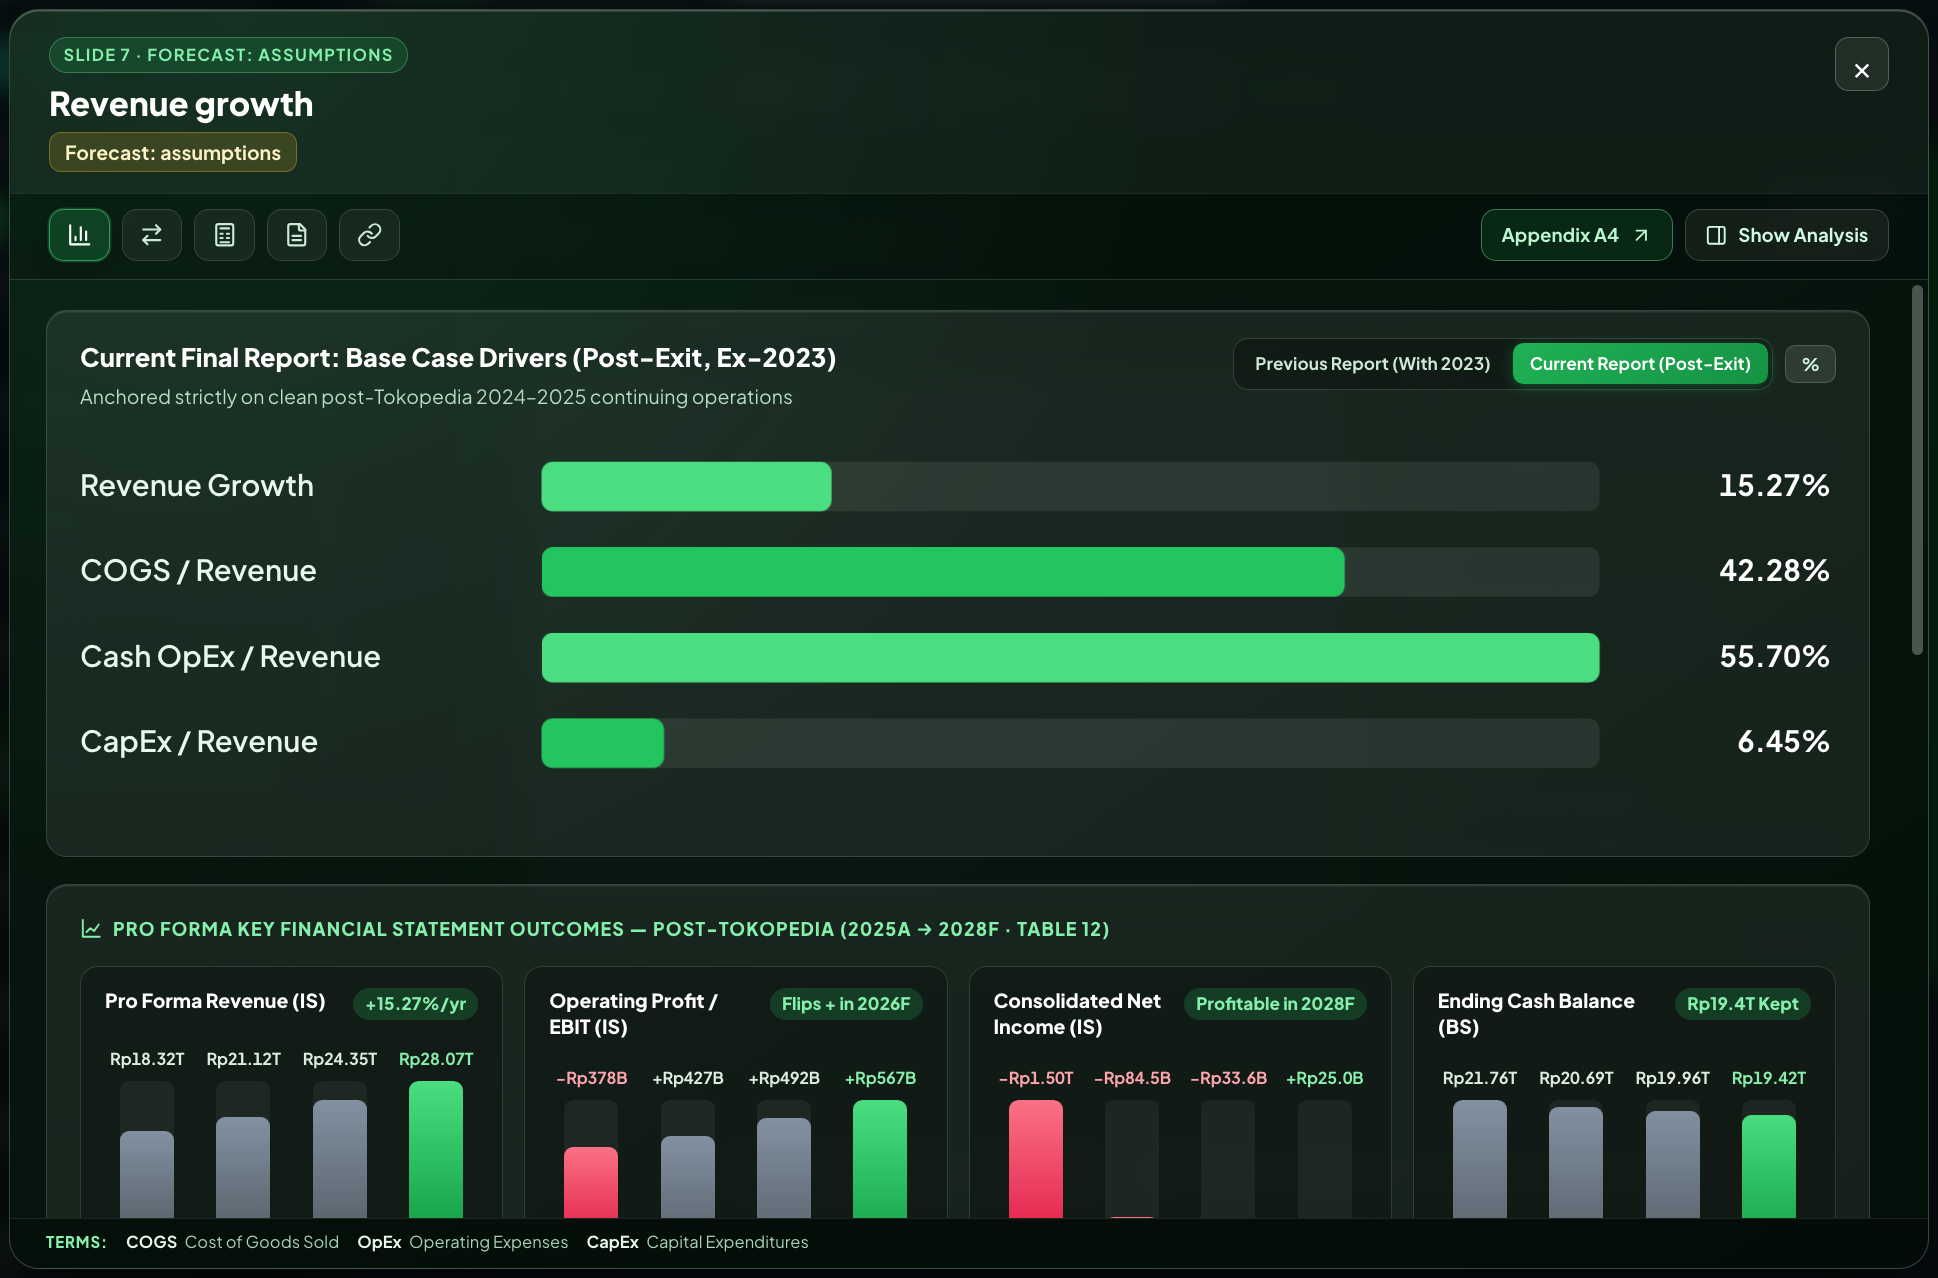 SLIDE 7 · FORECAST: ASSUMPTIONS
Revenue growth
Forecast: assumptions
Appendix A4
Show Analysis
Current Final Report: Base Case Drivers (Post-Exit, Ex-2023)
Anchored strictly on clean post-Tokopedia 2024–2025 continuing operations
Previous Report (With 2023)
Current Report (Post-Exit)
%
Revenue Growth 15.27%
COGS / Revenue 42.28%
Cash OpEx / Revenue 55.70%
CapEx / Revenue 6.45%
PRO FORMA KEY FINANCIAL STATEMENT OUTCOMES — POST-TOKOPEDIA (2025A → 2028F · TABLE 12)
Pro Forma Revenue (IS)
+15.27%/yr
Rp18.32T Rp21.12T Rp24.35T Rp28.07T
Operating Profit /
EBIT (IS)
Flips + in 2026F
−Rp378B +Rp427B +Rp492B +Rp567B
Consolidated Net
Income (IS)
Profitable in 2028F
−Rp1.50T −Rp84.5B −Rp33.6B +Rp25.0B
Ending Cash Balance
(BS)
Rp19.4T Kept
Rp21.76T Rp20.69T Rp19.96T Rp19.42T
TERMS: COGS Cost of Goods Sold OpEx Operating Expenses CapEx Capital Expenditures